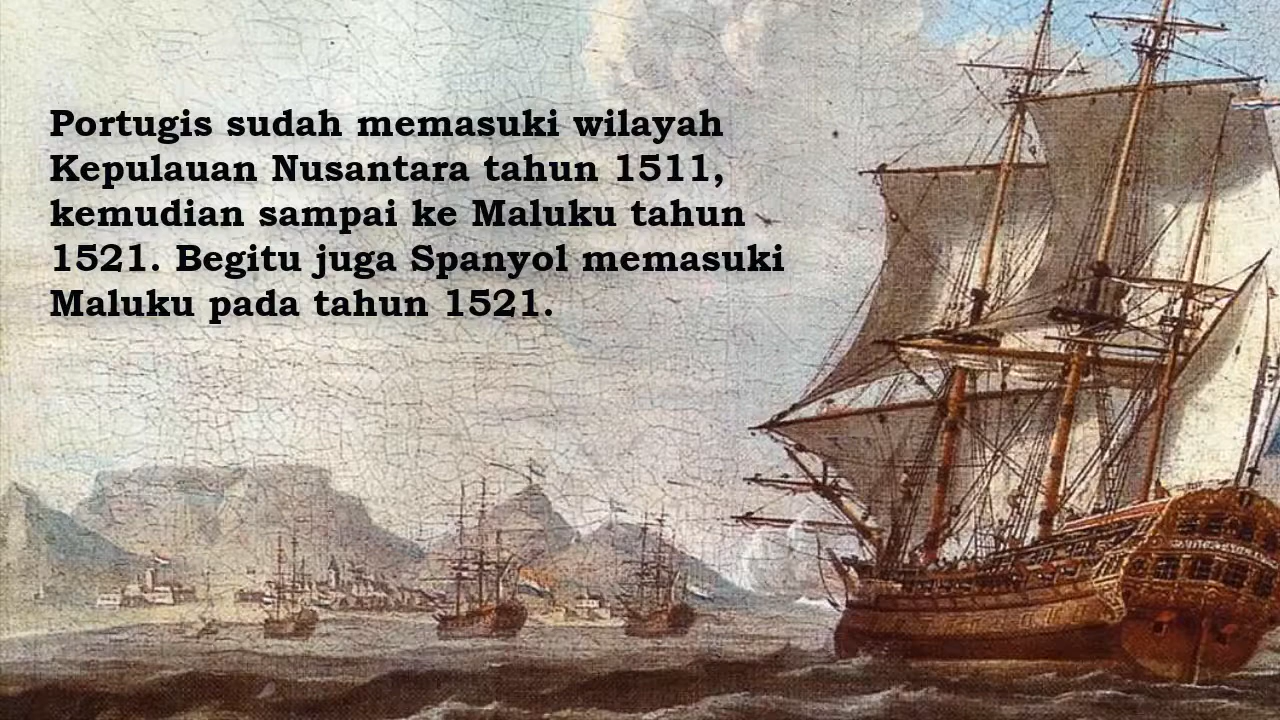 Portugis sudah memasuki wilayah
Kepulauan Nusantara tahun 1511,
kemudian sampai ke Maluku tahun
1521. Begitu juga Spanyol memasuki
Maluku pada tahun 1521.